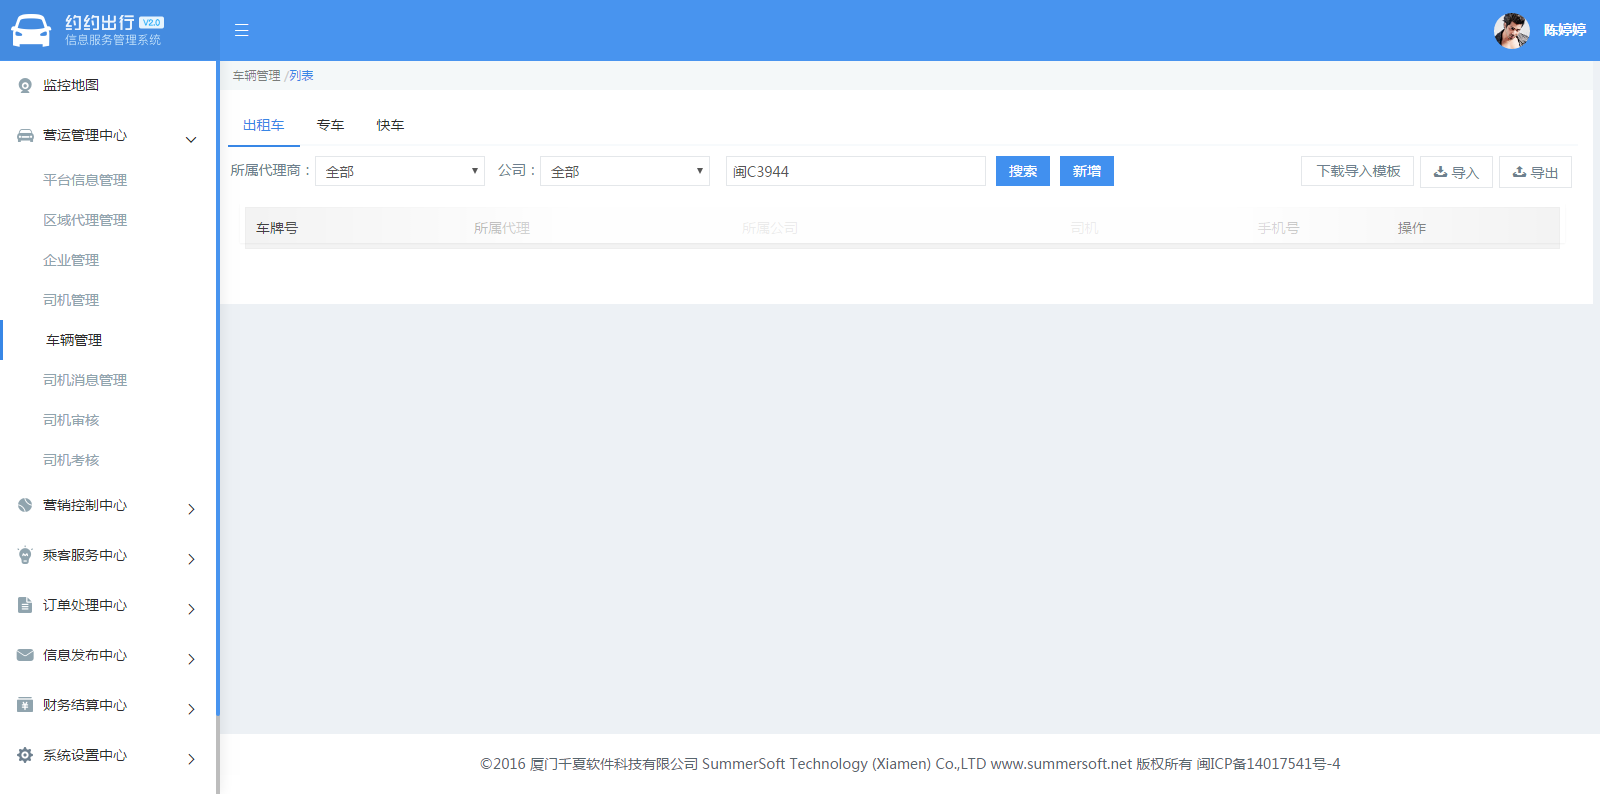 约约出行 V2.0
信息服务管理系统
陈婷婷
监控地图
营运管理中心
平台信息管理
区域代理管理
企业管理
司机管理
车辆管理
司机消息管理
司机审核
司机考核
营销控制中心
乘客服务中心
订单处理中心
信息发布中心
财务结算中心
系统设置中心
车辆管理 /列表
出租车 专车 快车
所属代理商： 全部 公司： 全部 闽C3944 搜索 新增 下载导入模板 导入 导出
车牌号 所属代理 所属公司 司机 手机号 操作
©2016 厦门千夏软件科技有限公司 SummerSoft Technology (Xiamen) Co.,LTD www.summersoft.net 版权所有 闽ICP备14017541号-4